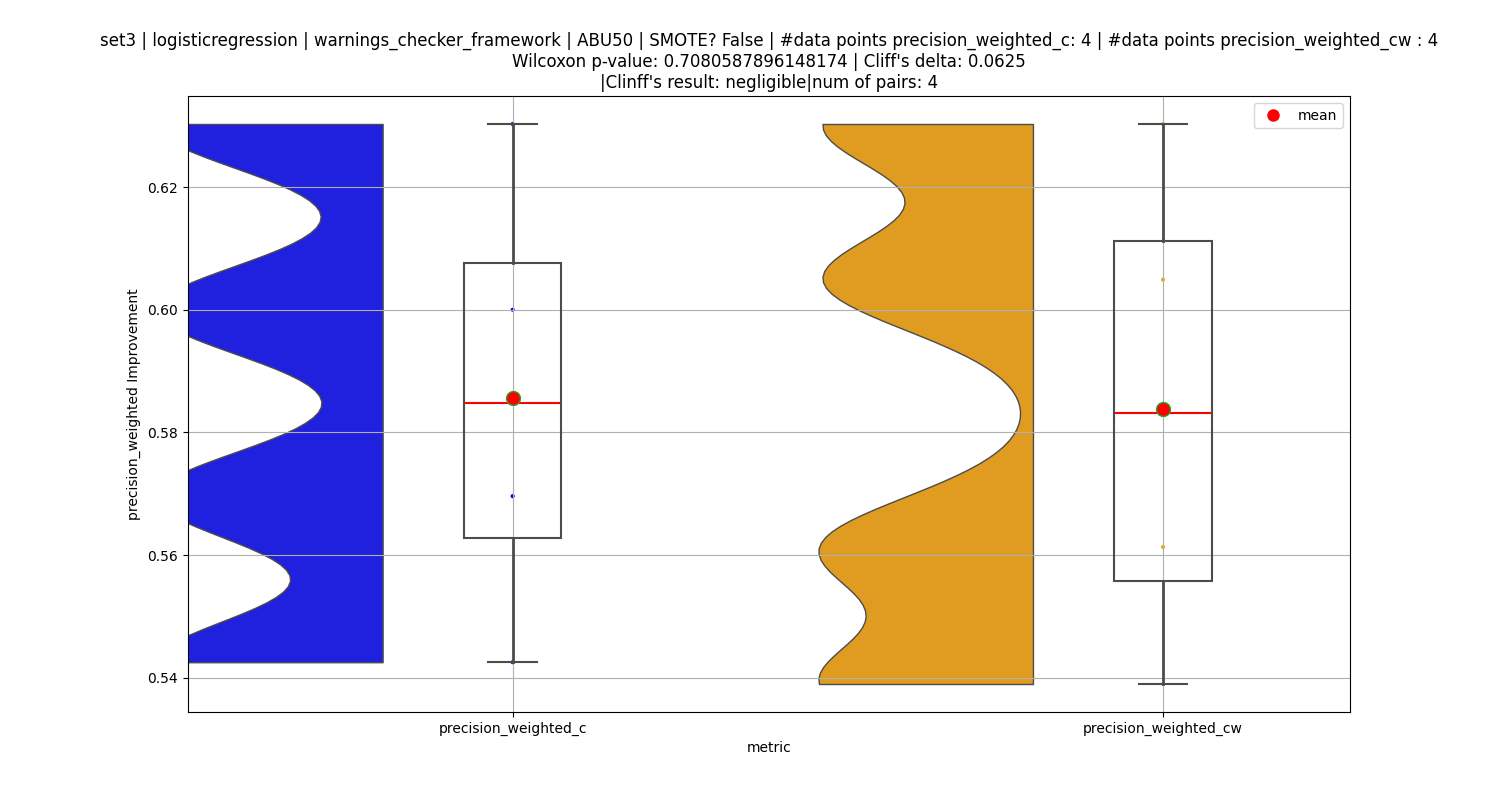 set3 | logisticregression | warnings_checker_framework | ABU50 | SMOTE? False | #data points precision_weighted_c: 4 | #data points precision_weighted_cw : 4
Wilcoxon p-value: 0.7080587896148174 | Cliff's delta: 0.0625
|Clinff's result: negligible|num of pairs: 4
mean
0.62
0.60
0.58
0.56
0.54
precision_weighted Improvement
precision_weighted_c
precision_weighted_cw
metric